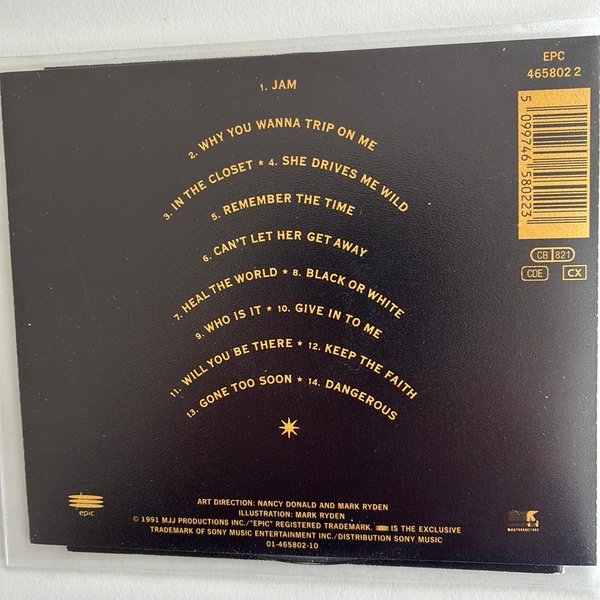 EPC
465802 2
1. JAM
2. WHY YOU WANNA TRIP ON ME
3. IN THE CLOSET * 4. SHE DRIVES ME WILD
5. REMEMBER THE TIME
6. CAN'T LET HER GET AWAY
7. HEAL THE WORLD * 8. BLACK OR WHITE
9. WHO IS IT * 10. GIVE IN TO ME
11. WILL YOU BE THERE * 12. KEEP THE FAITH
13. GONE TOO SOON * 14. DANGEROUS
5 099746 580223
CB 821
CDE CX
epic
ART DIRECTION: NANCY DONALD AND MARK RYDEN
ILLUSTRATION: MARK RYDEN
© 1991 MJJ PRODUCTIONS INC./"EPIC" REGISTERED TRADEMARK. IS THE EXCLUSIVE
TRADEMARK OF SONY MUSIC ENTERTAINMENT INC./DISTRIBUTION SONY MUSIC
01-465802-10